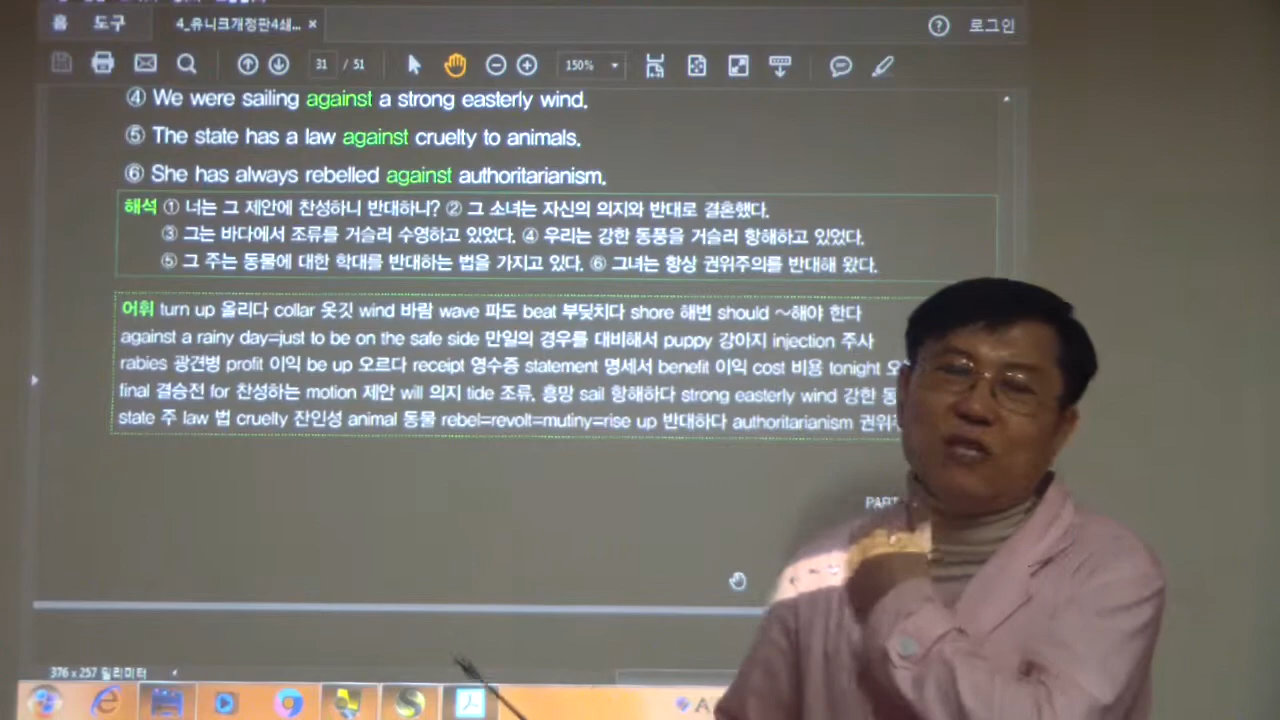 홈 도구 4_유니크개정판4쇄... × ? 로그인
31 / 51 150%
④ We were sailing against a strong easterly wind.
⑤ The state has a law against cruelty to animals.
⑥ She has always rebelled against authoritarianism.
해석 ① 너는 그 제안에 찬성하니 반대하니? ② 그 소녀는 자신의 의지와 반대로 결혼했다.
③ 그는 바다에서 조류를 거슬러 수영하고 있었다. ④ 우리는 강한 동풍을 거슬러 항해하고 있었다.
⑤ 그 주는 동물에 대한 학대를 반대하는 법을 가지고 있다. ⑥ 그녀는 항상 권위주의를 반대해 왔다.
어휘 turn up 올리다 collar 옷깃 wind 바람 wave 파도 beat 부딪치다 shore 해변 should ~해야 한다
against a rainy day=just to be on the safe side 만일의 경우를 대비해서 puppy 강아지 injection 주사
rabies 광견병 profit 이익 be up 오르다 receipt 영수증 statement 명세서 benefit 이익 cost 비용 tonight
final 결승전 for 찬성하는 motion 제안 will 의지 tide 조류, 흥망 sail 항해하다 strong easterly wind 강한
state 주 law 법 cruelly 잔인성 animal 동물 rebel=revolt=mutiny=rise up 반대하다 authoritarianism
PART
376 x 257 밀리미터